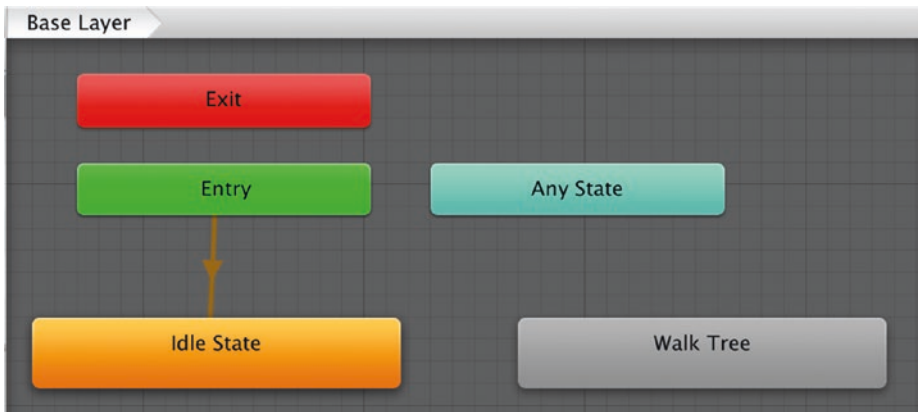 Base Layer
Exit
Entry
Any State
Idle State
Walk Tree